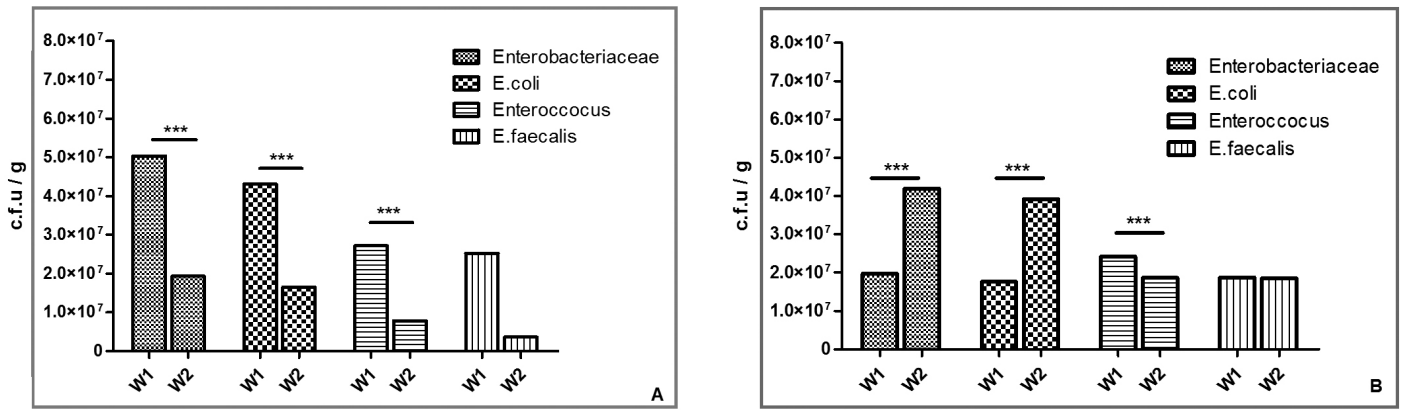 8.0×10⁷
7.0×10⁷
6.0×10⁷
5.0×10⁷
4.0×10⁷
3.0×10⁷
2.0×10⁷
1.0×10⁷
0
c.f.u / g
Enterobacteriaceae
E.coli
Enteroccocus
E.faecalis
***
***
***
W1 W2 W1 W2 W1 W2 W1 W2
A
8.0×10⁷
7.0×10⁷
6.0×10⁷
5.0×10⁷
4.0×10⁷
3.0×10⁷
2.0×10⁷
1.0×10⁷
0
c.f.u / g
Enterobacteriaceae
E.coli
Enteroccocus
E.faecalis
***
***
***
W1 W2 W1 W2 W1 W2 W1 W2
B